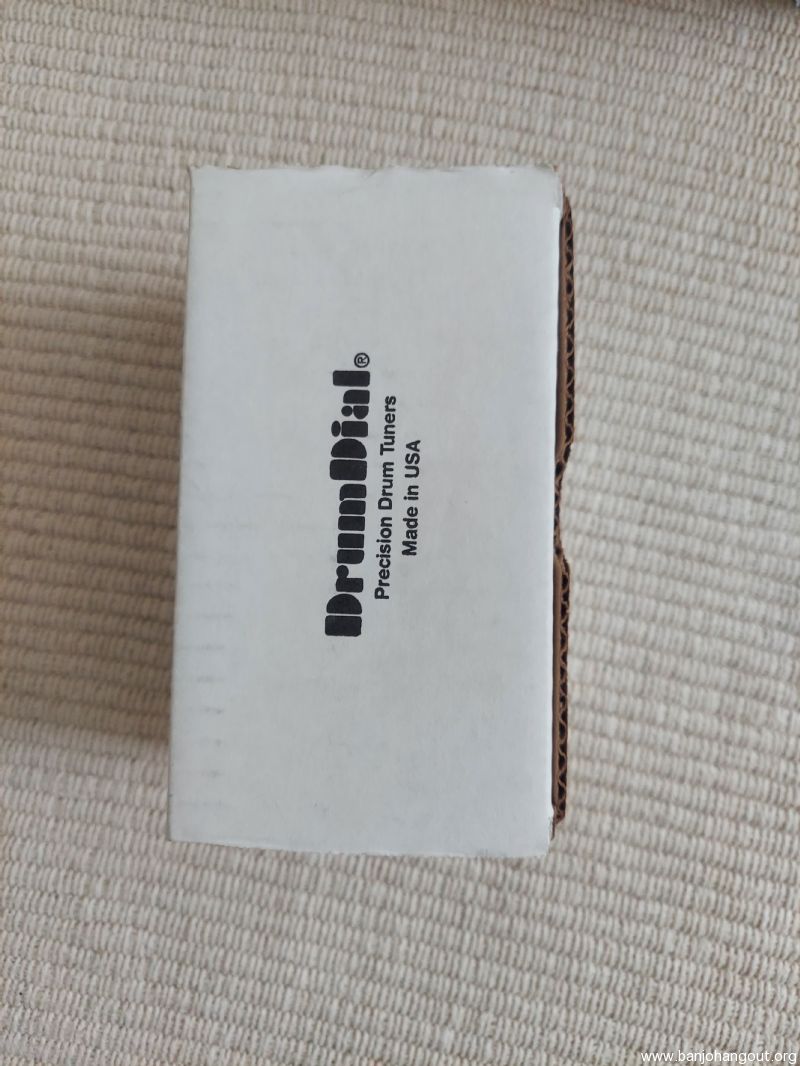 DrumDial®
Precision Drum Tuners
Made in USA
www.banjohangout.org